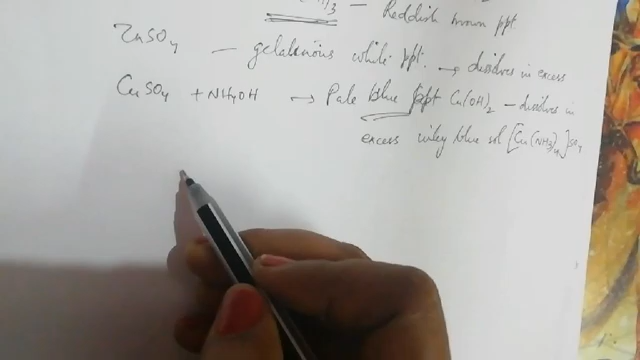 — Reddish brown ppt
ZnSO4 — gelatinous white ppt. → dissolves in excess
CuSO4 + NH4OH → Pale blue ppt Cu(OH)2 – dissolves in
excess inky blue sol [Cu(NH3)4]SO4